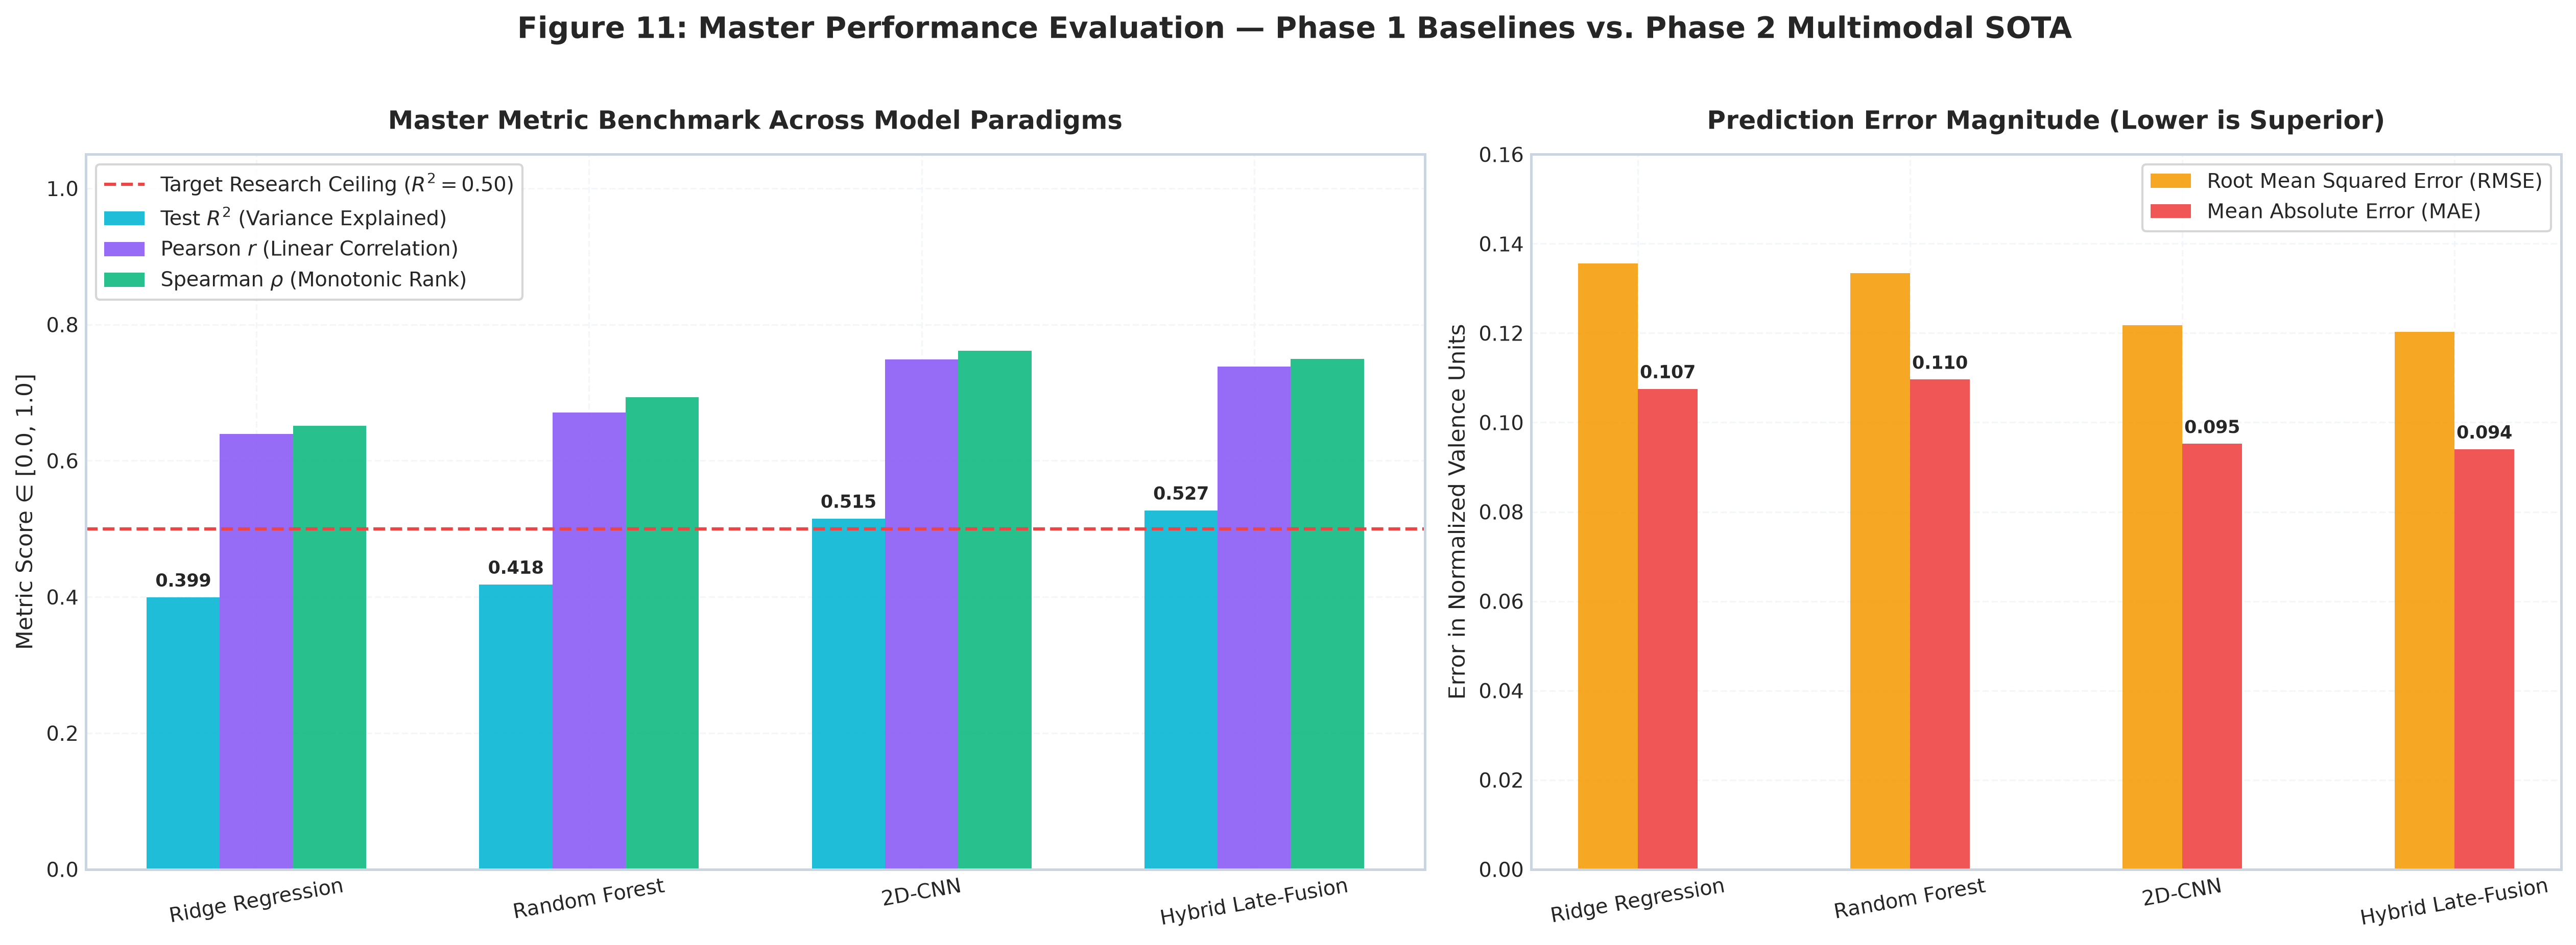 Figure 11: Master Performance Evaluation — Phase 1 Baselines vs. Phase 2 Multimodal SOTA
Master Metric Benchmark Across Model Paradigms
Metric Score ∈ [0.0, 1.0]
1.0
0.8
0.6
0.4
0.2
0.0
Target Research Ceiling (R² = 0.50)
Test R² (Variance Explained)
Pearson r (Linear Correlation)
Spearman ρ (Monotonic Rank)
0.399
0.418
0.515
0.527
Ridge Regression
Random Forest
2D-CNN
Hybrid Late-Fusion
Prediction Error Magnitude (Lower is Superior)
Error in Normalized Valence Units
0.16
0.14
0.12
0.10
0.08
0.06
0.04
0.02
0.00
Root Mean Squared Error (RMSE)
Mean Absolute Error (MAE)
0.107
0.110
0.095
0.094
Ridge Regression
Random Forest
2D-CNN
Hybrid Late-Fusion